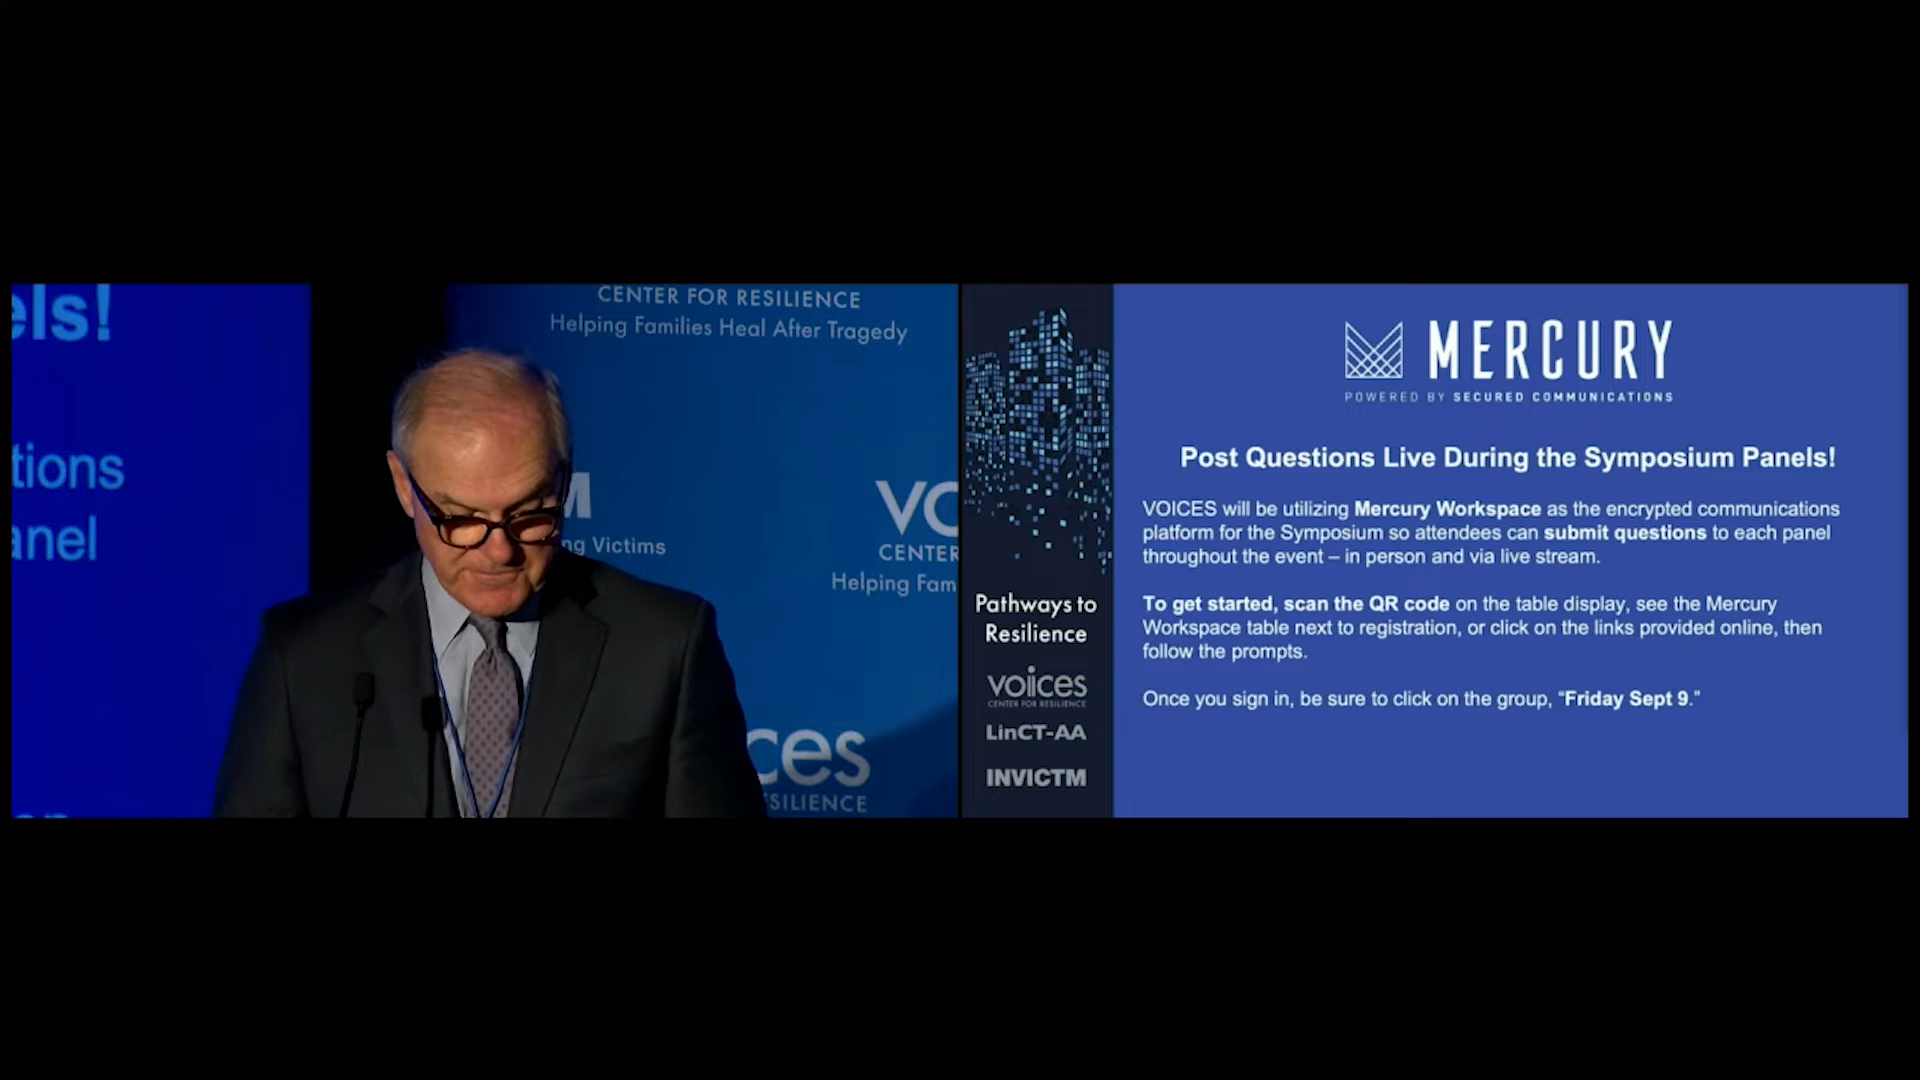 els!
tions
anel
CENTER FOR RESILIENCE
Helping Families Heal After Tragedy
ng Victims
VO
CENTER
Helping Fam
ces
ESILIENCE
Pathways to
Resilience
voices
CENTER FOR RESILIENCE
LinCT-AA
INVICTM
MERCURY
POWERED BY SECURED COMMUNICATIONS
Post Questions Live During the Symposium Panels!
VOICES will be utilizing Mercury Workspace as the encrypted communications
platform for the Symposium so attendees can submit questions to each panel
throughout the event – in person and via live stream.
To get started, scan the QR code on the table display, see the Mercury
Workspace table next to registration, or click on the links provided online, then
follow the prompts.
Once you sign in, be sure to click on the group, “Friday Sept 9.”